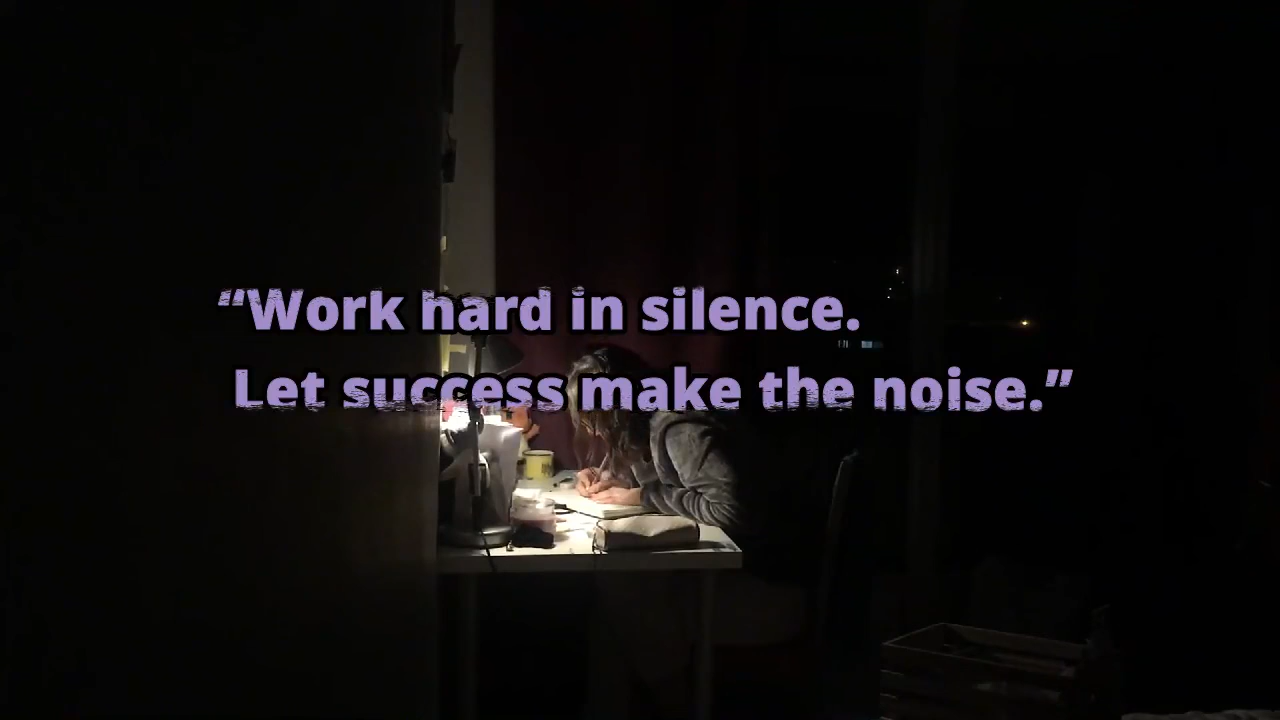 “Work hard in silence.
Let success make the noise.”